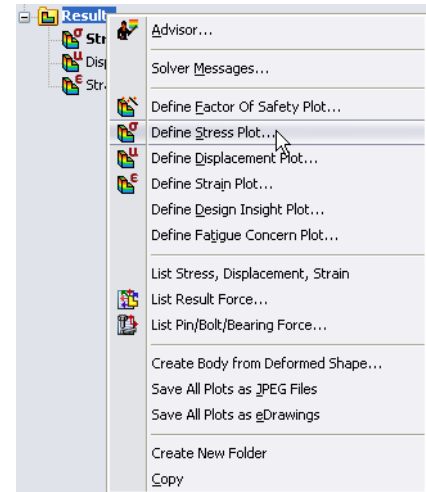 Result
Str
Disp
Str
Advisor...
Solver Messages...
Define Factor Of Safety Plot...
Define Stress Plot...
Define Displacement Plot...
Define Strain Plot...
Define Design Insight Plot...
Define Fatigue Concern Plot...
List Stress, Displacement, Strain
List Result Force...
List Pin/Bolt/Bearing Force...
Create Body from Deformed Shape...
Save All Plots as JPEG Files
Save All Plots as eDrawings
Create New Folder
Copy